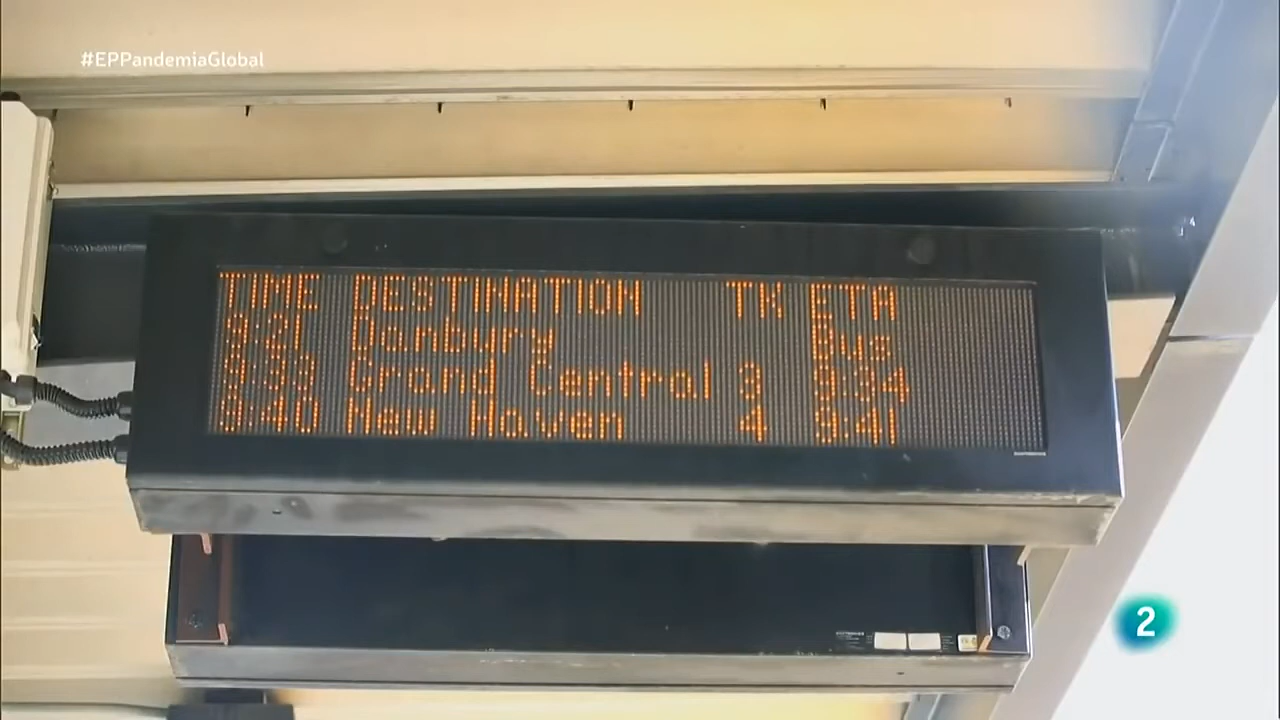 #EPPandemiaGlobal
TIME DESTINATION TK ETA
9:21 Danbury Bus
9:33 Grand Central 3 9:34
9:40 New Haven 4 9:41
2